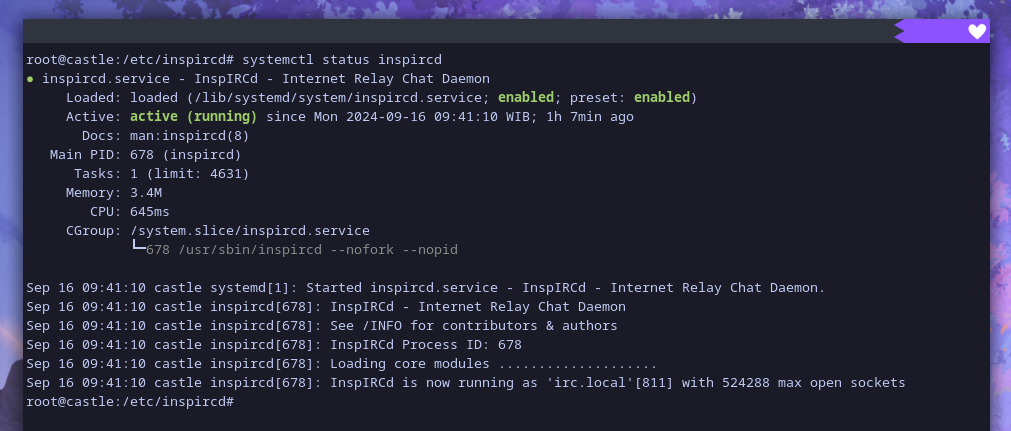 root@castle:/etc/inspircd# systemctl status inspircd
● inspircd.service - InspIRCd - Internet Relay Chat Daemon
     Loaded: loaded (/lib/systemd/system/inspircd.service; enabled; preset: enabled)
     Active: active (running) since Mon 2024-09-16 09:41:10 WIB; 1h 7min ago
       Docs: man:inspircd(8)
   Main PID: 678 (inspircd)
      Tasks: 1 (limit: 4631)
     Memory: 3.4M
        CPU: 645ms
     CGroup: /system.slice/inspircd.service
             └─678 /usr/sbin/inspircd --nofork --nopid

Sep 16 09:41:10 castle systemd[1]: Started inspircd.service - InspIRCd - Internet Relay Chat Daemon.
Sep 16 09:41:10 castle inspircd[678]: InspIRCd - Internet Relay Chat Daemon
Sep 16 09:41:10 castle inspircd[678]: See /INFO for contributors & authors
Sep 16 09:41:10 castle inspircd[678]: InspIRCd Process ID: 678
Sep 16 09:41:10 castle inspircd[678]: Loading core modules ....................
Sep 16 09:41:10 castle inspircd[678]: InspIRCd is now running as 'irc.local'[811] with 524288 max open sockets
root@castle:/etc/inspircd#